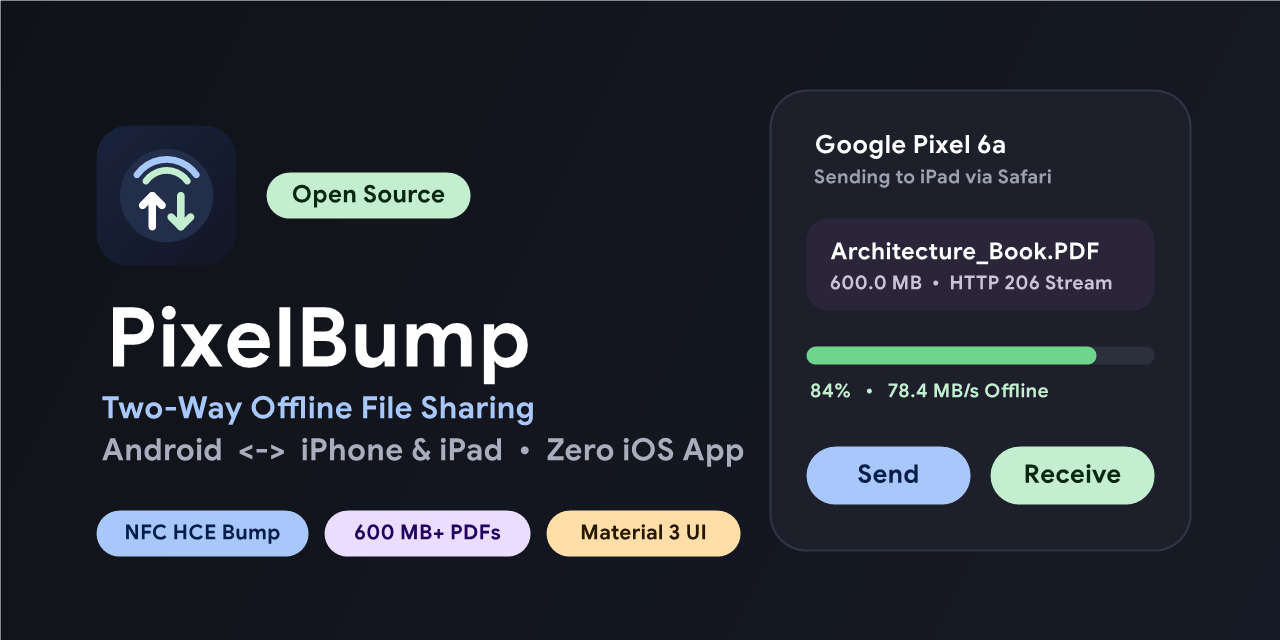 Open Source
PixelBump
Two-Way Offline File Sharing
Android <-> iPhone & iPad • Zero iOS App
NFC HCE Bump
600 MB+ PDFs
Material 3 UI
Google Pixel 6a
Sending to iPad via Safari
Architecture_Book.PDF
600.0 MB • HTTP 206 Stream
84% • 78.4 MB/s Offline
Send
Receive